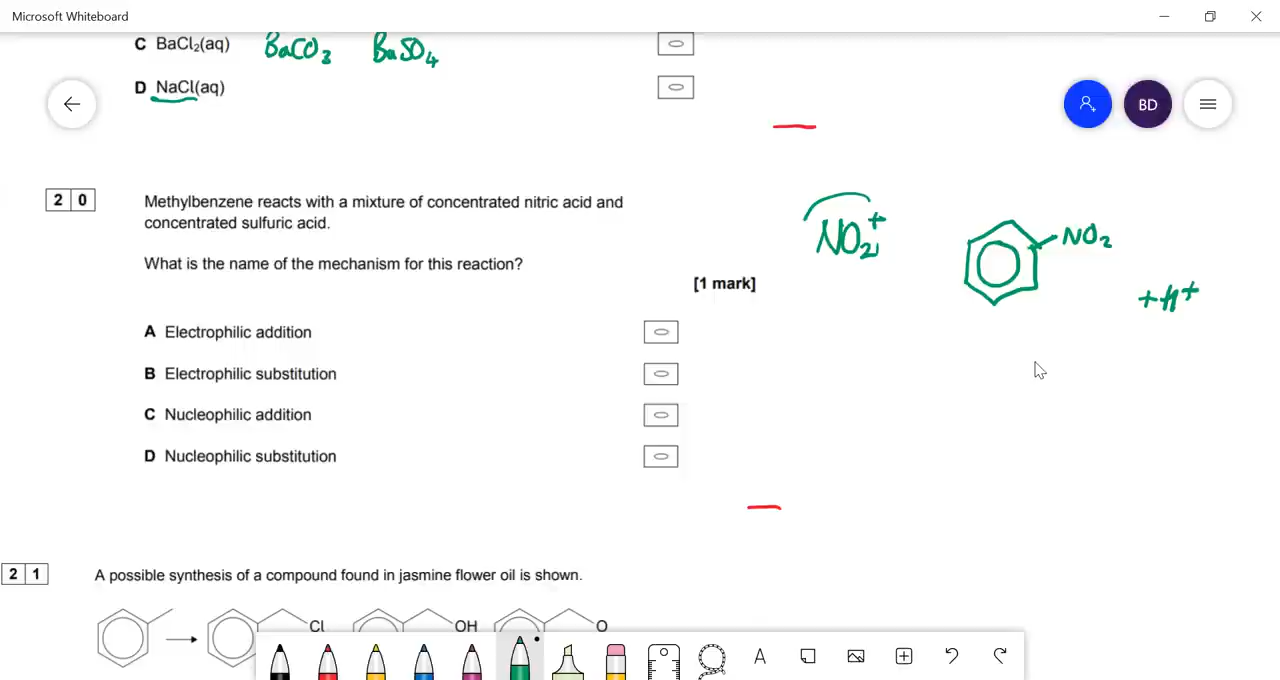 Microsoft Whiteboard
C BaCl₂(aq) BaCO₃ BaSO₄
D NaCl(aq)
BD
2 0 Methylbenzene reacts with a mixture of concentrated nitric acid and
concentrated sulfuric acid.
NO₂⁺
NO₂
What is the name of the mechanism for this reaction?
[1 mark]
+H⁺
A Electrophilic addition
B Electrophilic substitution
C Nucleophilic addition
D Nucleophilic substitution
2 1 A possible synthesis of a compound found in jasmine flower oil is shown.
Cl OH O
A